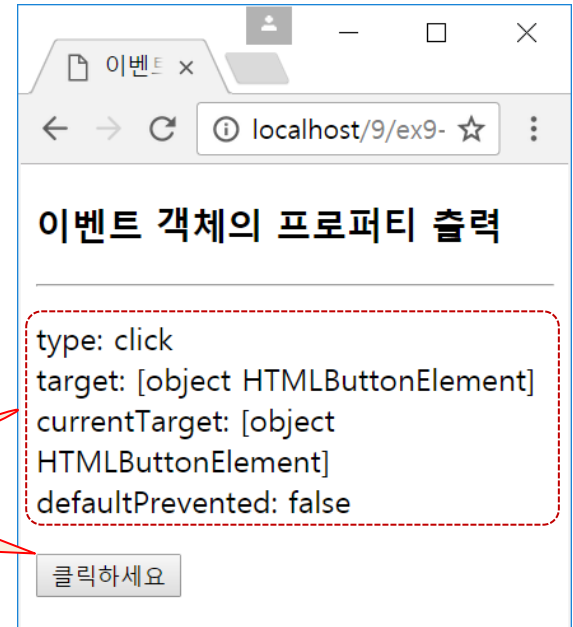 이벤트
localhost/9/ex9-
이벤트 객체의 프로퍼티 출력
type: click
target: [object HTMLButtonElement]
currentTarget: [object
HTMLButtonElement]
defaultPrevented: false
클릭하세요